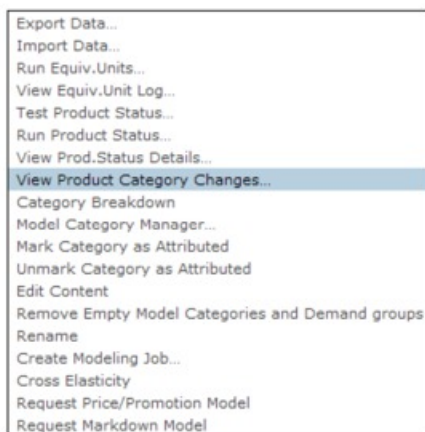 Export Data...
Import Data...
Run Equiv.Units...
View Equiv.Unit Log...
Test Product Status...
Run Product Status...
View Prod.Status Details...
View Product Category Changes...
Category Breakdown
Model Category Manager...
Mark Category as Attributed
Unmark Category as Attributed
Edit Content
Remove Empty Model Categories and Demand groups
Rename
Create Modeling Job...
Cross Elasticity
Request Price/Promotion Model
Request Markdown Model